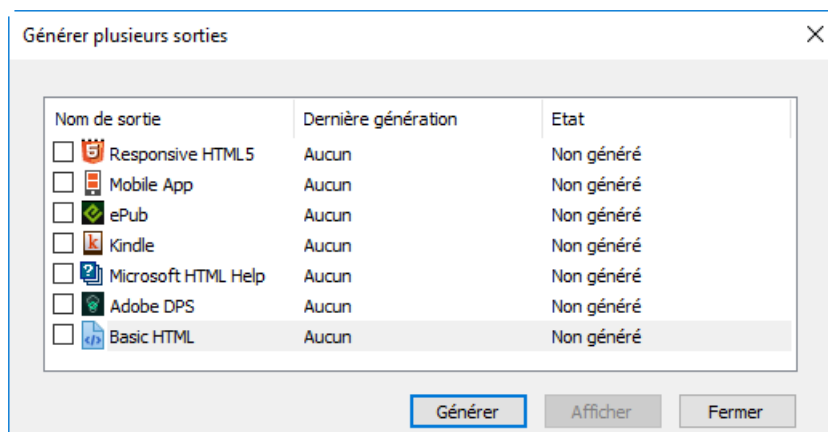 Générer plusieurs sorties
Nom de sortie Dernière génération Etat
Responsive HTML5 Aucun Non généré
Mobile App Aucun Non généré
ePub Aucun Non généré
Kindle Aucun Non généré
Microsoft HTML Help Aucun Non généré
Adobe DPS Aucun Non généré
Basic HTML Aucun Non généré
Générer Afficher Fermer